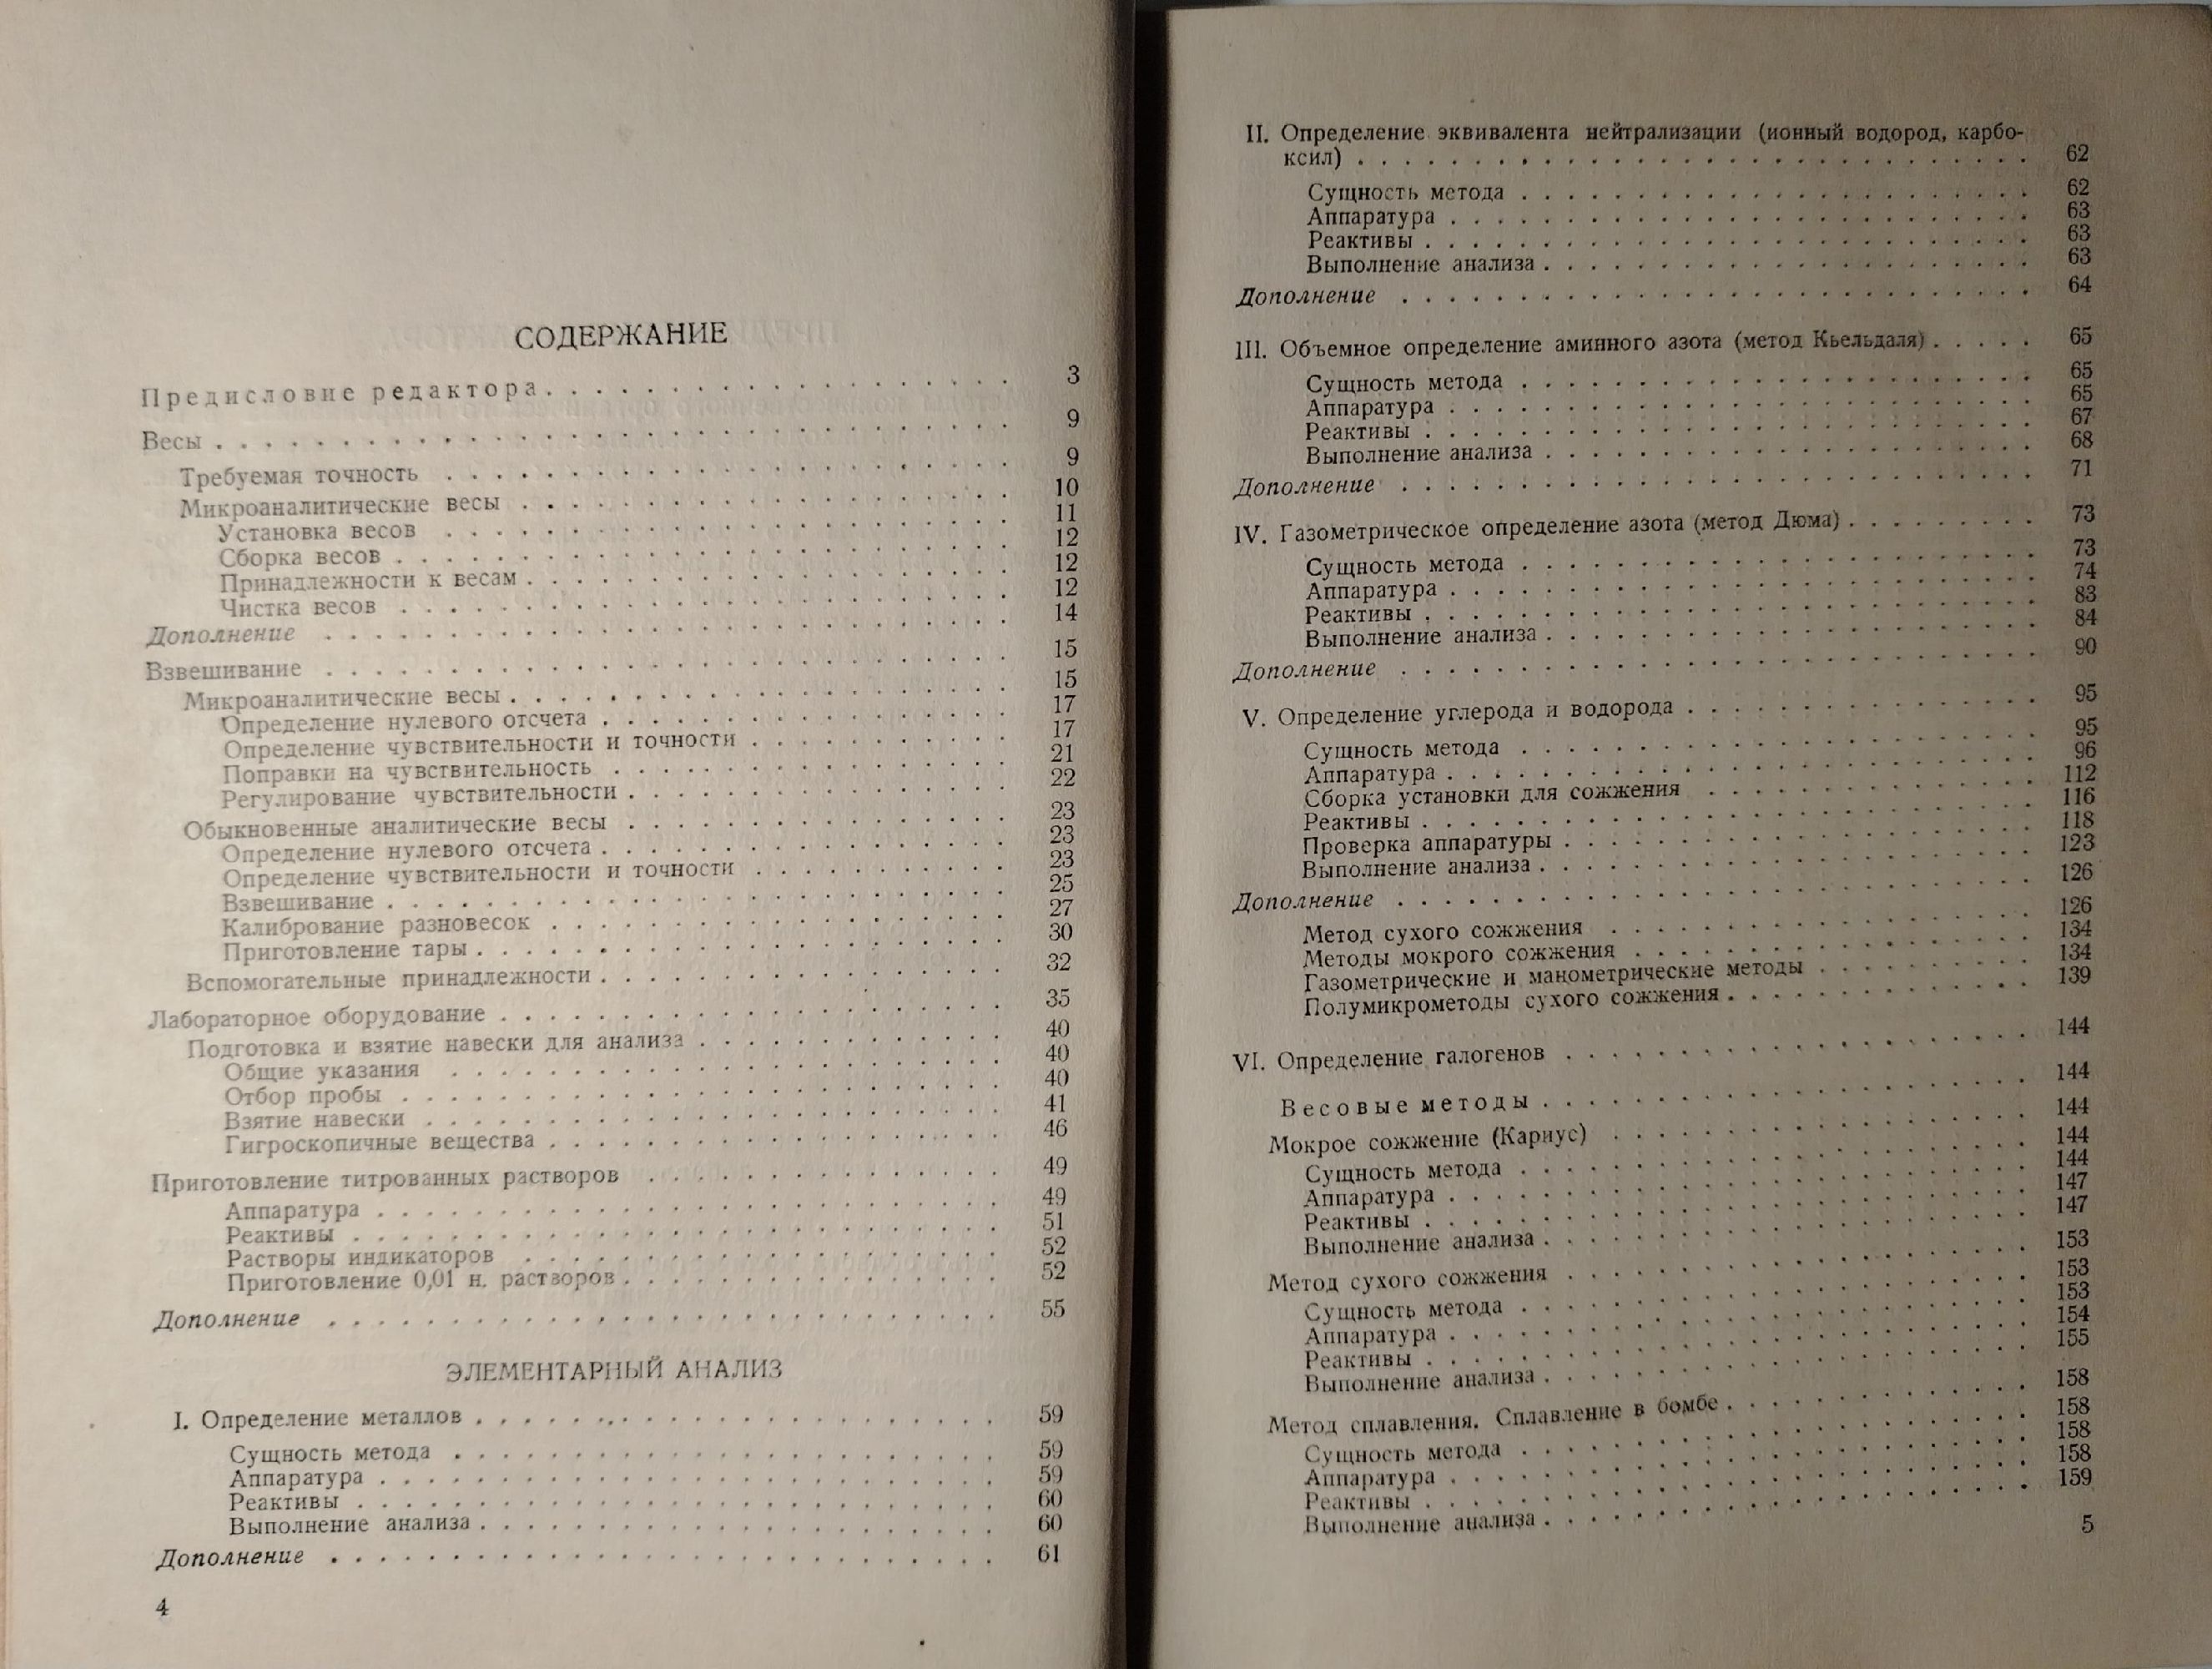 СОДЕРЖАНИЕ
Предисловие редактора. . . . . . . . . . . . . . . . 3
Весы . . . . . . . . . . . . . . . . 9
Требуемая точность . . . . . . . . . . . . . . . . 9
Микроаналитические весы . . . . . . . . . . . . . . . . 10
Установка весов . . . . . . . . . . . . . . . . 11
Сборка весов . . . . . . . . . . . . . . . . 12
Принадлежности к весам . . . . . . . . . . . . . . . . 12
Чистка весов . . . . . . . . . . . . . . . . 12
Дополнение . . . . . . . . . . . . . . . . 14
Взвешивание . . . . . . . . . . . . . . . . 15
Микроаналитические весы . . . . . . . . . . . . . . . . 15
Определение нулевого отсчета . . . . . . . . . . . . . . . . 17
Определение чувствительности и точности . . . . . . . . . . . 17
Поправки на чувствительность . . . . . . . . . . . . . . . . 21
Регулирование чувствительности . . . . . . . . . . . . . . . . 22
Обыкновенные аналитические весы . . . . . . . . . . . . . . . . 23
Определение нулевого отсчета . . . . . . . . . . . . . . . . 23
Определение чувствительности и точности . . . . . . . . . . . 23
Взвешивание . . . . . . . . . . . . . . . . 25
Калибрование разновесок . . . . . . . . . . . . . . . . 27
Приготовление тары . . . . . . . . . . . . . . . . 30
Вспомогательные принадлежности . . . . . . . . . . . . . . . . 32
Лабораторное оборудование . . . . . . . . . . . . . . . . 35
Подготовка и взятие навески для анализа . . . . . . . . . . . . . 40
Общие указания . . . . . . . . . . . . . . . . 40
Отбор пробы . . . . . . . . . . . . . . . . 40
Взятие навески . . . . . . . . . . . . . . . . 41
Гигроскопичные вещества . . . . . . . . . . . . . . . . 46
Приготовление титрованных растворов . . . . . . . . . . . . . . . 49
Аппаратура . . . . . . . . . . . . . . . . 49
Реактивы . . . . . . . . . . . . . . . . 51
Растворы индикаторов . . . . . . . . . . . . . . . . 52
Приготовление 0,01 н. растворов . . . . . . . . . . . . . . . . 52
Дополнение . . . . . . . . . . . . . . . . 55
ЭЛЕМЕНТАРНЫЙ АНАЛИЗ
I. Определение металлов . . . . . . . . . . . . . . . . 59
Сущность метода . . . . . . . . . . . . . . . . 59
Аппаратура . . . . . . . . . . . . . . . . 59
Реактивы . . . . . . . . . . . . . . . . 60
Выполнение анализа . . . . . . . . . . . . . . . . 60
Дополнение . . . . . . . . . . . . . . . . 61
4
II. Определение эквивалента нейтрализации (ионный водород, карбо-
ксил) . . . . . . . . . . . . . . . . 62
Сущность метода . . . . . . . . . . . . . . . . 62
Аппаратура . . . . . . . . . . . . . . . . 63
Реактивы . . . . . . . . . . . . . . . . 63
Выполнение анализа . . . . . . . . . . . . . . . . 63
Дополнение . . . . . . . . . . . . . . . . 64
III. Объемное определение аминного азота (метод Кьельдаля) . . . . . 65
Сущность метода . . . . . . . . . . . . . . . . 65
Аппаратура . . . . . . . . . . . . . . . . 65
Реактивы . . . . . . . . . . . . . . . . 67
Выполнение анализа . . . . . . . . . . . . . . . . 68
Дополнение . . . . . . . . . . . . . . . . 71
IV. Газометрическое определение азота (метод Дюма) . . . . . . . . . 73
Сущность метода . . . . . . . . . . . . . . . . 73
Аппаратура . . . . . . . . . . . . . . . . 74
Реактивы . . . . . . . . . . . . . . . . 83
Выполнение анализа . . . . . . . . . . . . . . . . 84
Дополнение . . . . . . . . . . . . . . . . 90
V. Определение углерода и водорода . . . . . . . . . . . . . . . 95
Сущность метода . . . . . . . . . . . . . . . . 95
Аппаратура . . . . . . . . . . . . . . . . 96
Сборка установки для сожжения . . . . . . . . . . . . . . 112
Реактивы . . . . . . . . . . . . . . . . 116
Проверка аппаратуры . . . . . . . . . . . . . . . . 118
Выполнение анализа . . . . . . . . . . . . . . . . 123
Дополнение . . . . . . . . . . . . . . . . 126
Метод сухого сожжения . . . . . . . . . . . . . . . . 126
Методы мокрого сожжения . . . . . . . . . . . . . . . . 134
Газометрические и манометрические методы . . . . . . . . . . 134
Полумикрометоды сухого сожжения . . . . . . . . . . . . . . 139
VI. Определение галогенов . . . . . . . . . . . . . . . . 144
Весовые методы . . . . . . . . . . . . . . . . 144
Мокрое сожжение (Кариус) . . . . . . . . . . . . . . . . 144
Сущность метода . . . . . . . . . . . . . . . . 144
Аппаратура . . . . . . . . . . . . . . . . 144
Реактивы . . . . . . . . . . . . . . . . 147
Выполнение анализа . . . . . . . . . . . . . . . . 147
Метод сухого сожжения . . . . . . . . . . . . . . . . 153
Сущность метода . . . . . . . . . . . . . . . . 153
Аппаратура . . . . . . . . . . . . . . . . 153
Реактивы . . . . . . . . . . . . . . . . 154
Выполнение анализа . . . . . . . . . . . . . . . . 155
Метод сплавления. Сплавление в бомбе . . . . . . . . . . . . . 158
Сущность метода . . . . . . . . . . . . . . . . 158
Аппаратура . . . . . . . . . . . . . . . . 158
Реактивы . . . . . . . . . . . . . . . . 158
Выполнение анализа . . . . . . . . . . . . . . . . 159
5